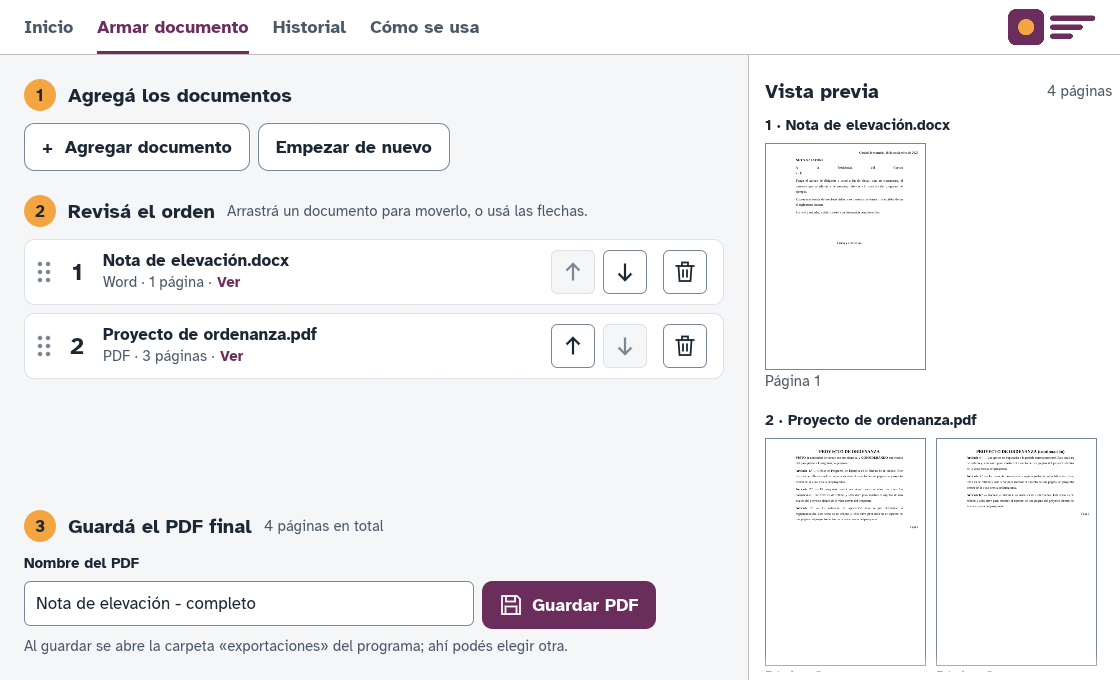 Inicio
Armar documento
Historial
Cómo se usa
1
Agregá los documentos
+ Agregar documento
Empezar de nuevo
2
Revisá el orden
Arrastrá un documento para moverlo, o usá las flechas.
1
Nota de elevación.docx
Word · 1 página · Ver
2
Proyecto de ordenanza.pdf
PDF · 3 páginas · Ver
3
Guardá el PDF final
4 páginas en total
Nombre del PDF
Nota de elevación - completo
Guardar PDF
Al guardar se abre la carpeta «exportaciones» del programa; ahí podés elegir otra.
Vista previa
4 páginas
1 · Nota de elevación.docx
Página 1
2 · Proyecto de ordenanza.pdf
PROYECTO DE ORDENANZA
PROYECTO DE ORDENANZA (continuación)